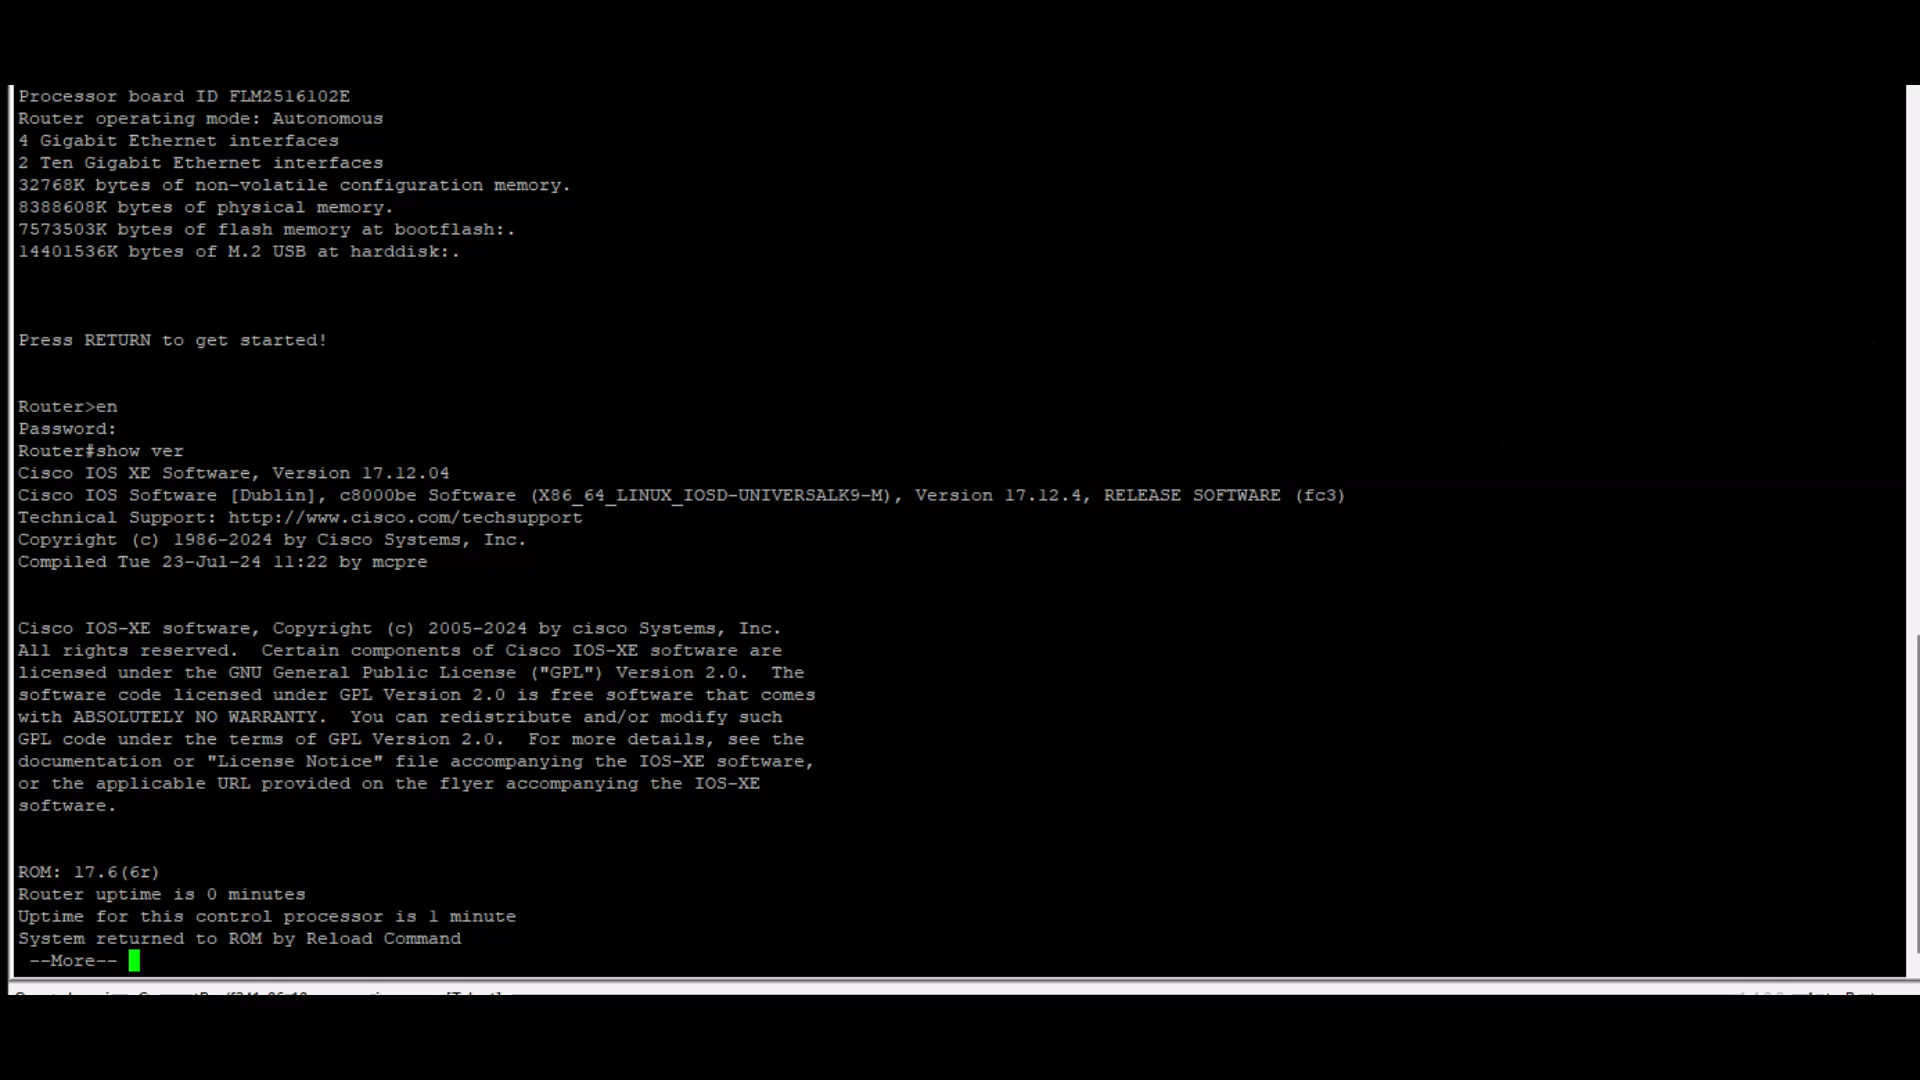 Processor board ID FLM2516102E
Router operating mode: Autonomous
4 Gigabit Ethernet interfaces
2 Ten Gigabit Ethernet interfaces
32768K bytes of non-volatile configuration memory.
8388608K bytes of physical memory.
7573503K bytes of flash memory at bootflash:.
14401536K bytes of M.2 USB at harddisk:.
Press RETURN to get started!
Router>en
Password:
Router#show ver
Cisco IOS XE Software, Version 17.12.04
Cisco IOS Software [Dublin], c8000be Software (X86_64_LINUX_IOSD-UNIVERSALK9-M), Version 17.12.4, RELEASE SOFTWARE (fc3)
Technical Support: http://www.cisco.com/techsupport
Copyright (c) 1986-2024 by Cisco Systems, Inc.
Compiled Tue 23-Jul-24 11:22 by mcpre
Cisco IOS-XE software, Copyright (c) 2005-2024 by cisco Systems, Inc.
All rights reserved.  Certain components of Cisco IOS-XE software are
licensed under the GNU General Public License ("GPL") Version 2.0.  The
software code licensed under GPL Version 2.0 is free software that comes
with ABSOLUTELY NO WARRANTY.  You can redistribute and/or modify such
GPL code under the terms of GPL Version 2.0.  For more details, see the
documentation or "License Notice" file accompanying the IOS-XE software,
or the applicable URL provided on the flyer accompanying the IOS-XE
software.
ROM: 17.6(6r)
Router uptime is 0 minutes
Uptime for this control processor is 1 minute
System returned to ROM by Reload Command
--More--